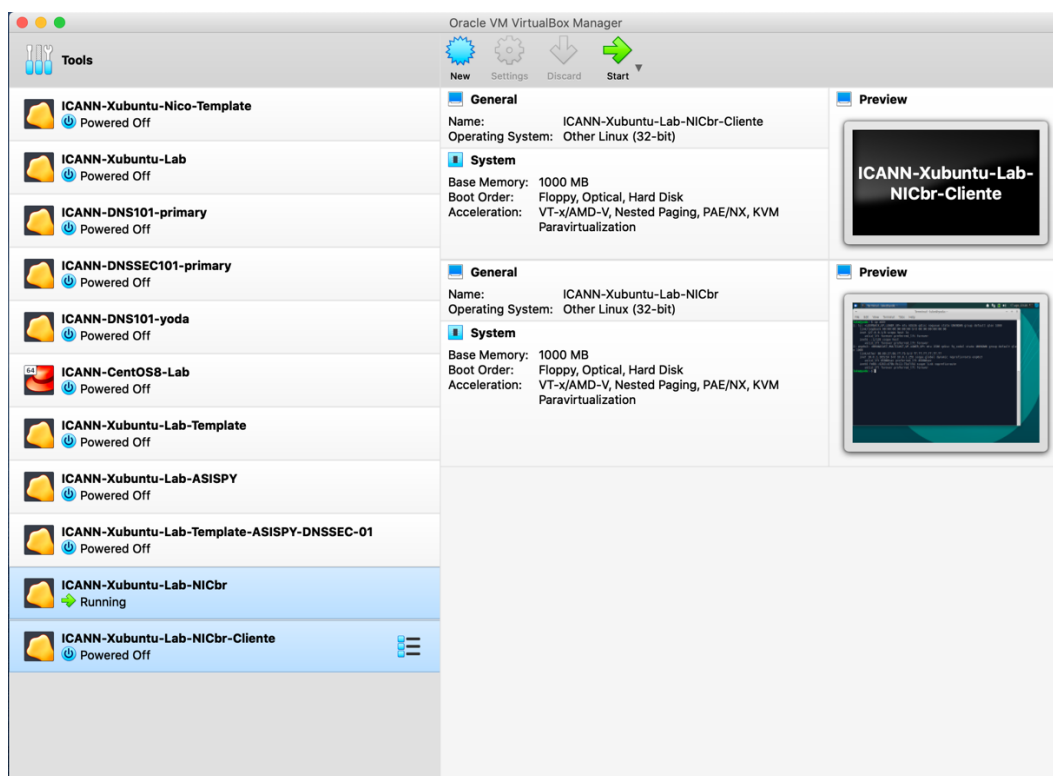 Oracle VM VirtualBox Manager
Tools
New
Settings
Discard
Start
ICANN-Xubuntu-Nico-Template
Powered Off
ICANN-Xubuntu-Lab
Powered Off
ICANN-DNS101-primary
Powered Off
ICANN-DNSSEC101-primary
Powered Off
ICANN-DNS101-yoda
Powered Off
64
ICANN-CentOS8-Lab
Powered Off
ICANN-Xubuntu-Lab-Template
Powered Off
ICANN-Xubuntu-Lab-ASISPY
Powered Off
ICANN-Xubuntu-Lab-Template-ASISPY-DNSSEC-01
Powered Off
ICANN-Xubuntu-Lab-NICbr
Running
ICANN-Xubuntu-Lab-NICbr-Cliente
Powered Off
General
Name: ICANN-Xubuntu-Lab-NICbr-Cliente
Operating System: Other Linux (32-bit)
System
Base Memory: 1000 MB
Boot Order: Floppy, Optical, Hard Disk
Acceleration: VT-x/AMD-V, Nested Paging, PAE/NX, KVM
Paravirtualization
Preview
ICANN-Xubuntu-Lab-
NICbr-Cliente
General
Name: ICANN-Xubuntu-Lab-NICbr
Operating System: Other Linux (32-bit)
System
Base Memory: 1000 MB
Boot Order: Floppy, Optical, Hard Disk
Acceleration: VT-x/AMD-V, Nested Paging, PAE/NX, KVM
Paravirtualization
Preview